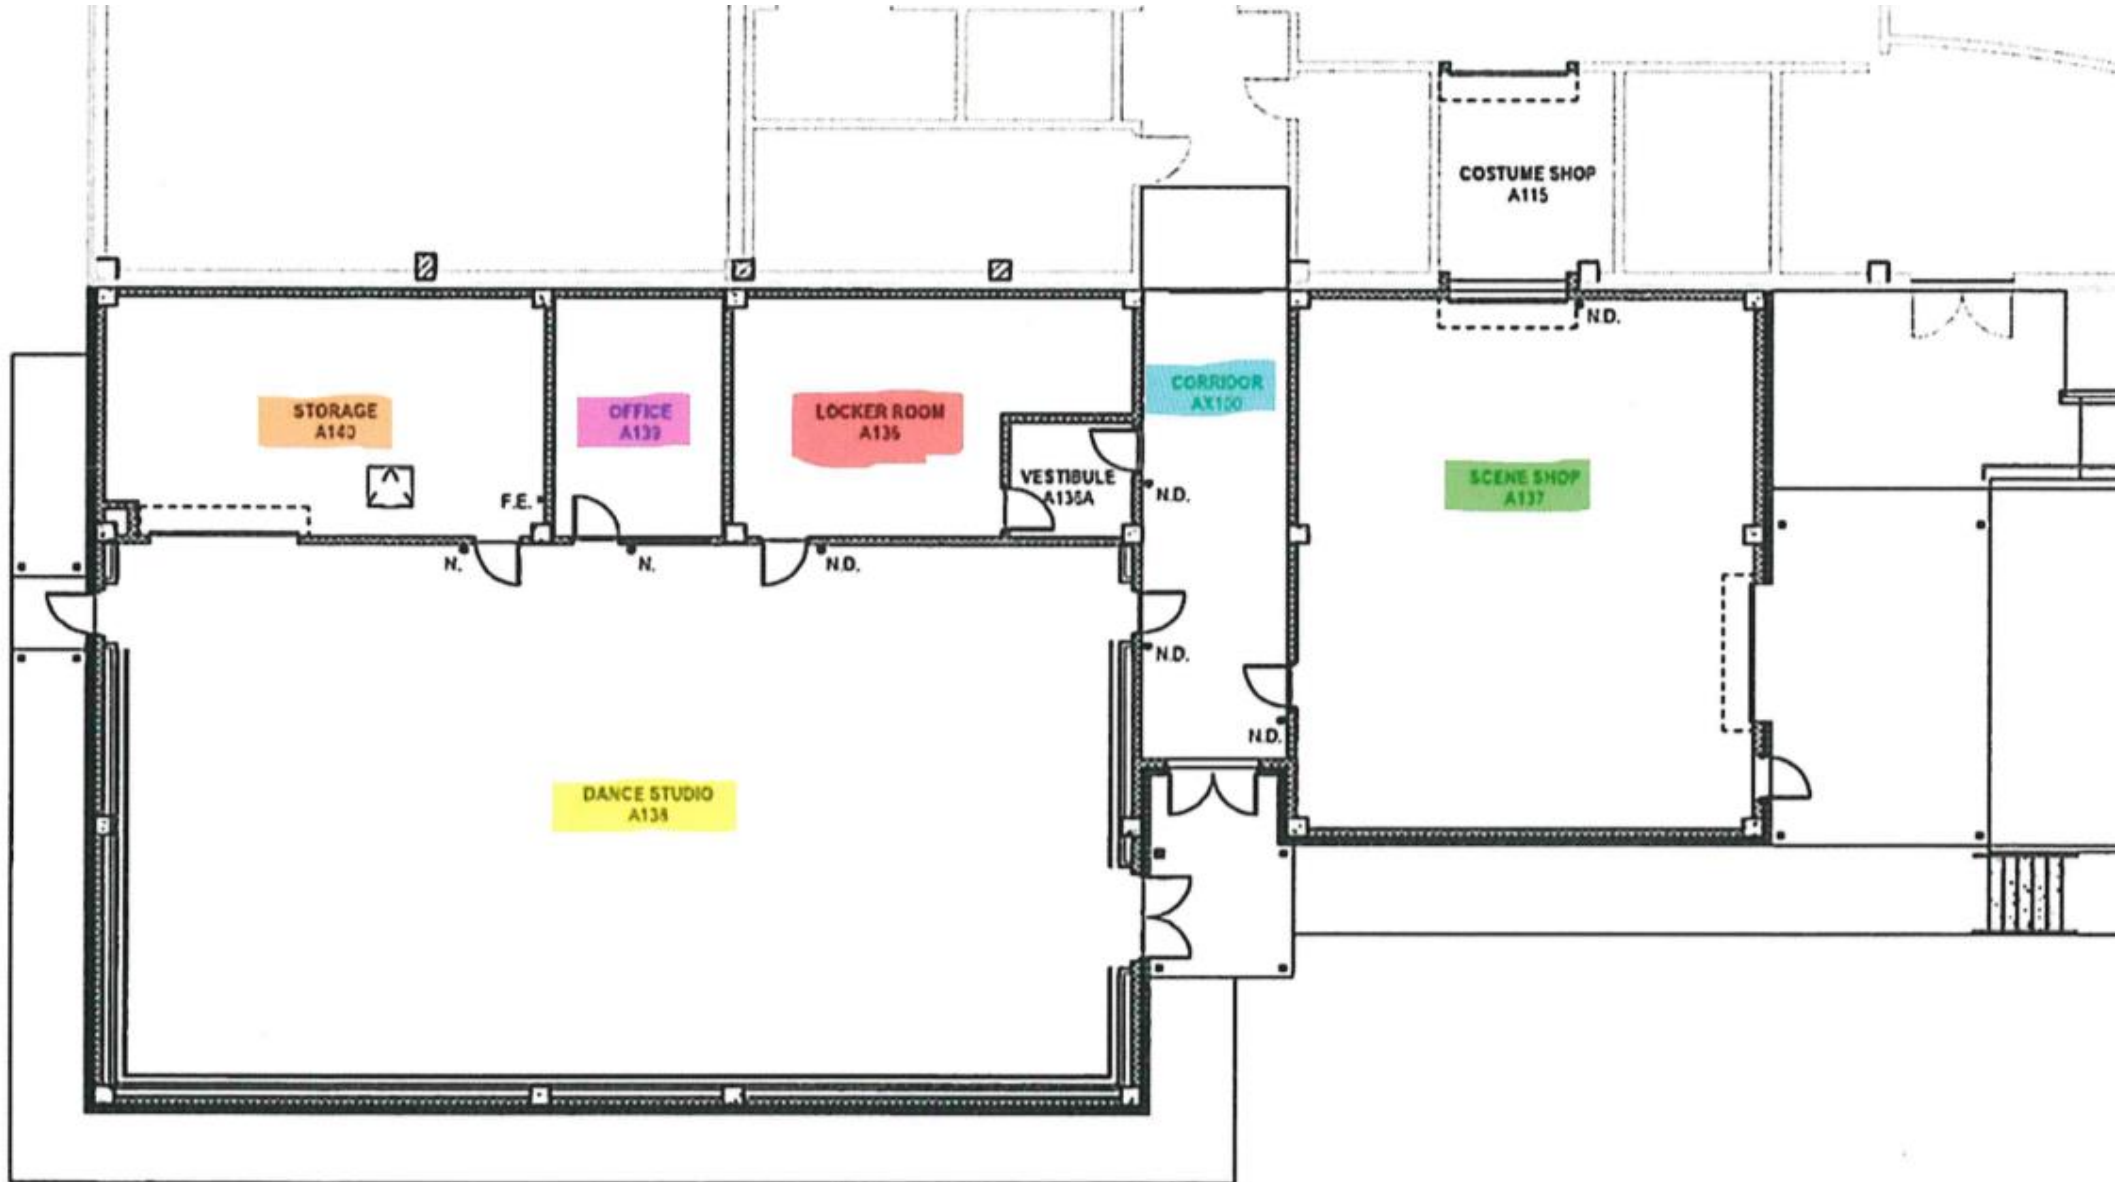 COSTUME SHOP
A115
N.D.
CORRIDOR
AX100
STORAGE
A140
OFFICE
A139
LOCKER ROOM
A136
VESTIBULE
A136A
SCENE SHOP
A137
F.E.
N.D.
N.
N.
N.D.
N.D.
N.D.
DANCE STUDIO
A138